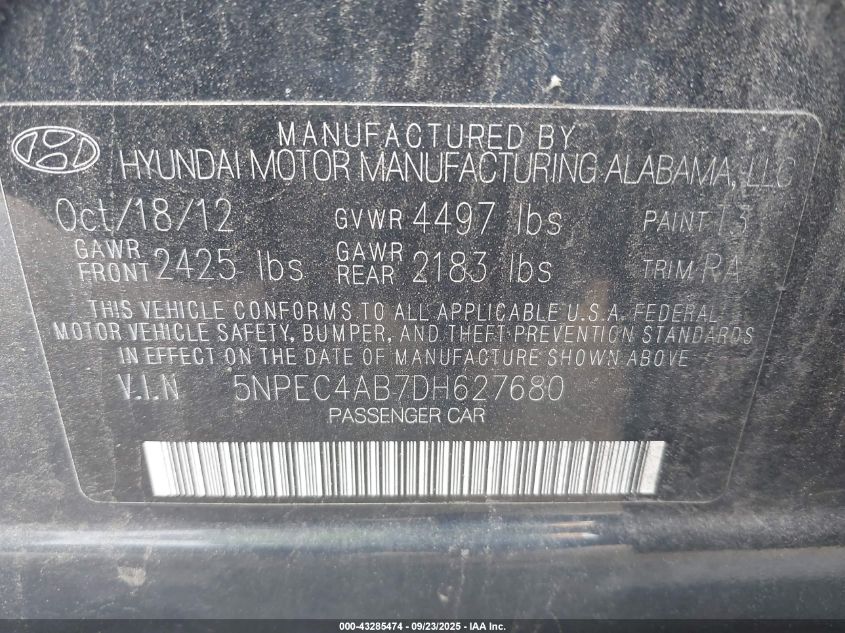 MANUFACTURED BY
HYUNDAI MOTOR MANUFACTURING ALABAMA, LLC
Oct/18/12 GVWR 4497 lbs PAINT T3
GAWR FRONT 2425 lbs GAWR REAR 2183 lbs TRIM RA
THIS VEHICLE CONFORMS TO ALL APPLICABLE U.S.A. FEDERAL
MOTOR VEHICLE SAFETY, BUMPER, AND THEFT PREVENTION STANDARDS
IN EFFECT ON THE DATE OF MANUFACTURE SHOWN ABOVE.
V.I.N 5NPEC4AB7DH627680
PASSENGER CAR
000-43285474 - 09/23/2025 - IAA Inc.